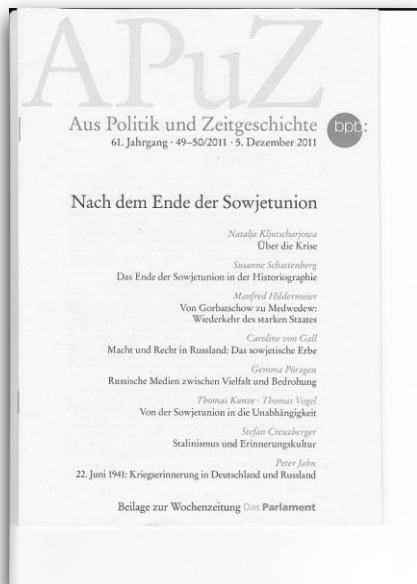 APuZ
Aus Politik und Zeitgeschichte
bpb:
61. Jahrgang · 49–50/2011 · 5. Dezember 2011
Nach dem Ende der Sowjetunion
Natalja Kljutscharjowa
Über die Krise
Susanne Schattenberg
Das Ende der Sowjetunion in der Historiographie
Manfred Hildermeier
Von Gorbatschow zu Medwedew:
Wiederkehr des starken Staates
Caroline von Gall
Macht und Recht in Russland: Das sowjetische Erbe
Gemma Pörzgen
Russische Medien zwischen Vielfalt und Bedrohung
Thomas Kunze · Thomas Vogel
Von der Sowjetunion in die Unabhängigkeit
Stefan Creuzberger
Stalinismus und Erinnerungskultur
Peter Jahn
22. Juni 1941: Kriegserinnerung in Deutschland und Russland
Beilage zur Wochenzeitung Das Parlament